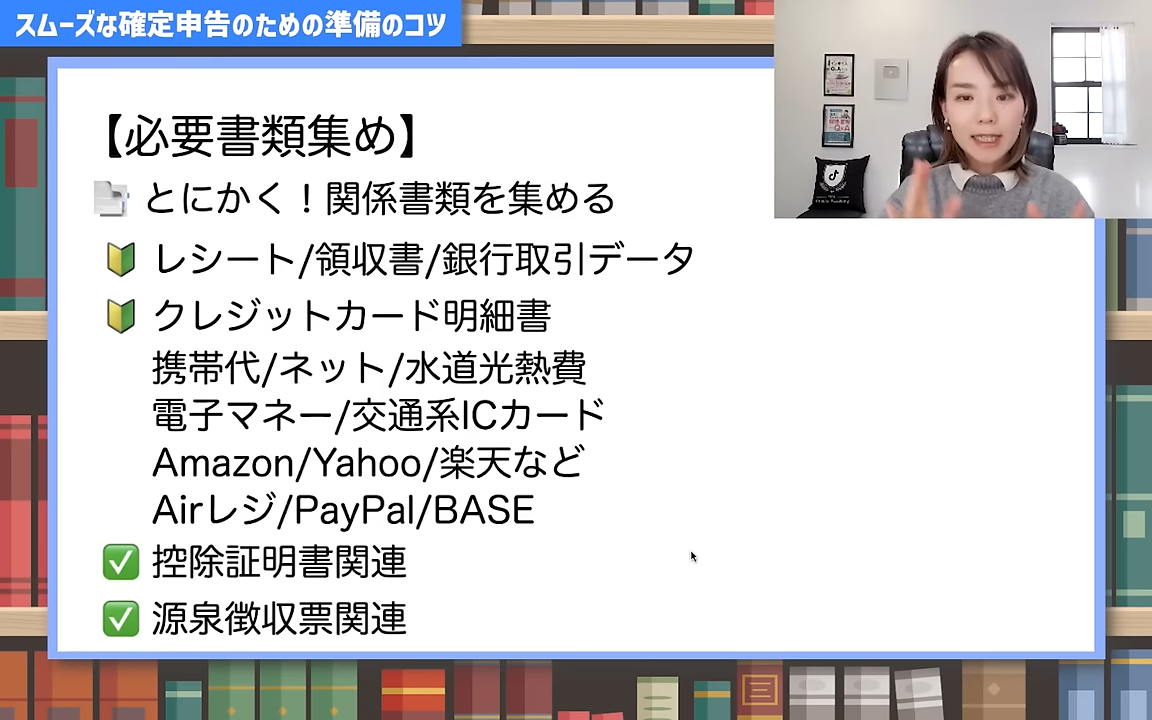 スムーズな確定申告のための準備のコツ
【必要書類集め】
とにかく！関係書類を集める
レシート/領収書/銀行取引データ
クレジットカード明細書
携帯代/ネット/水道光熱費
電子マネー/交通系ICカード
Amazon/Yahoo/楽天など
Airレジ/PayPal/BASE
控除証明書関連
源泉徴収票関連